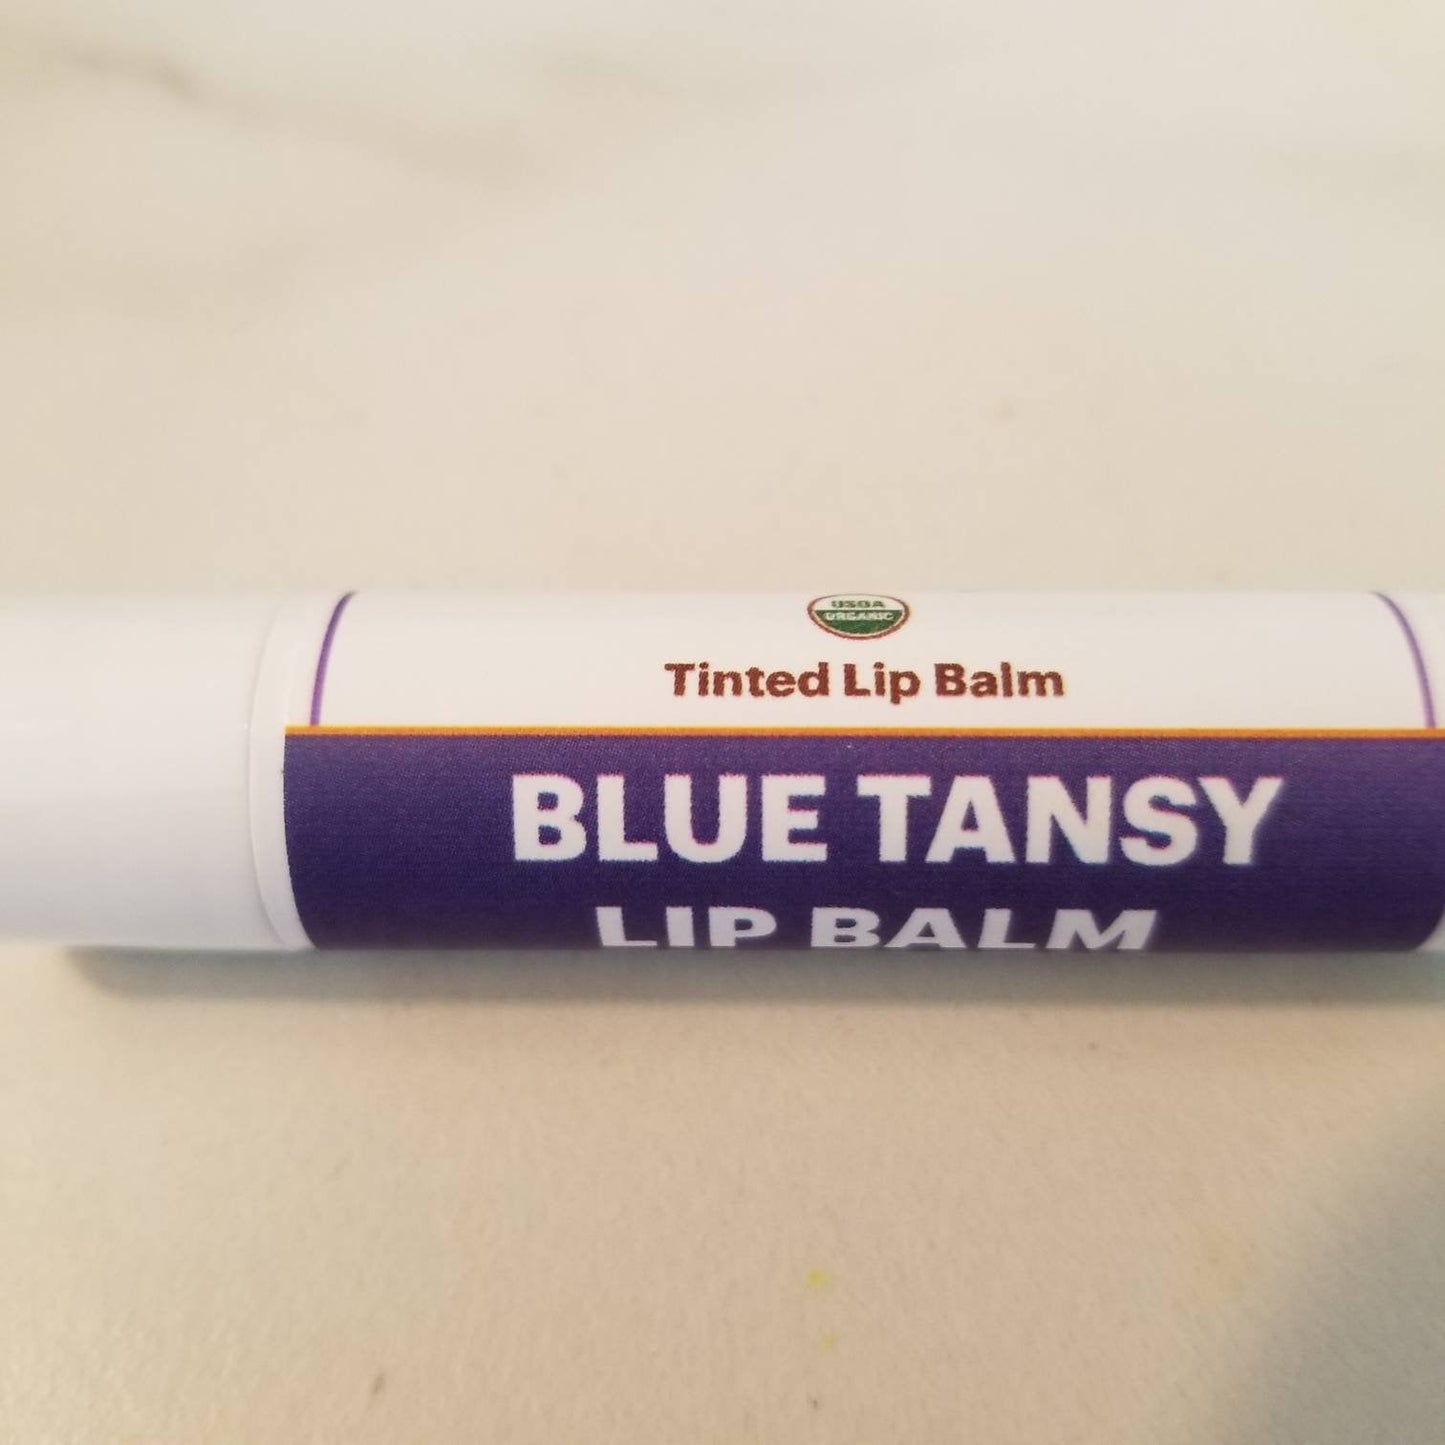 USDA
ORGANIC
Tinted Lip Balm
BLUE TANSY
LIP BALM